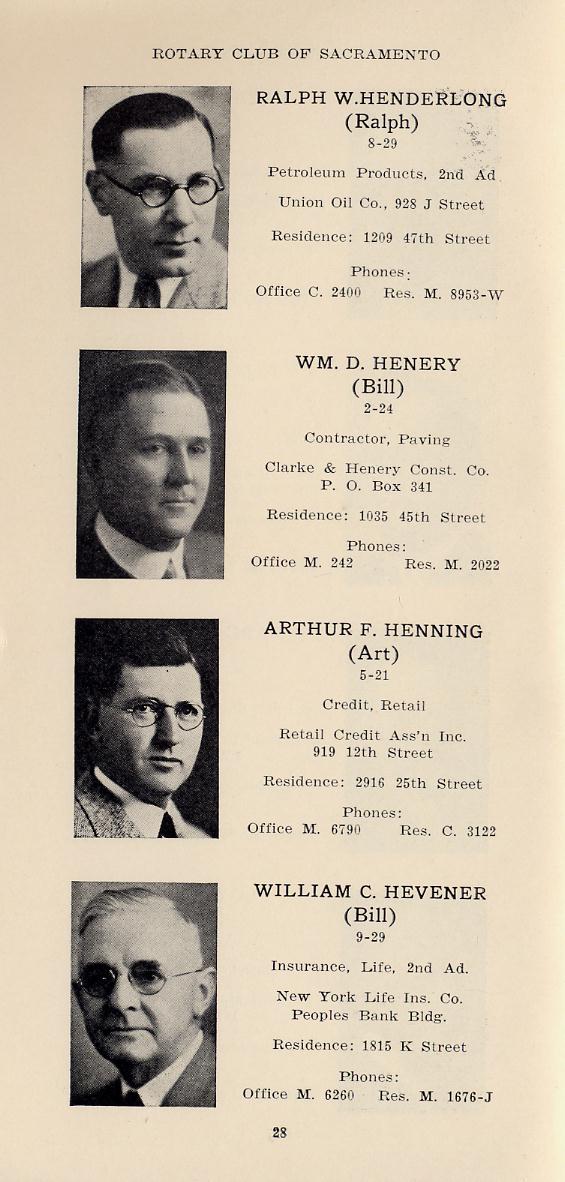 ROTARY CLUB OF SACRAMENTO
RALPH W.HENDERLONG
(Ralph)
8-29
Petroleum Products, 2nd Ad.
Union Oil Co., 928 J Street
Residence: 1209 47th Street
Phones:
Office C. 2400 Res. M. 8953-W
WM. D. HENERY
(Bill)
2-24
Contractor, Paving
Clarke & Henery Const. Co.
P. O. Box 341
Residence: 1035 45th Street
Phones:
Office M. 242 Res. M. 2022
ARTHUR F. HENNING
(Art)
5-21
Credit, Retail
Retail Credit Ass'n Inc.
919 12th Street
Residence: 2916 25th Street
Phones:
Office M. 6790 Res. C. 3122
WILLIAM C. HEVENER
(Bill)
9-29
Insurance, Life, 2nd Ad.
New York Life Ins. Co.
Peoples Bank Bldg.
Residence: 1815 K Street
Phones:
Office M. 6260 Res. M. 1676-J
28